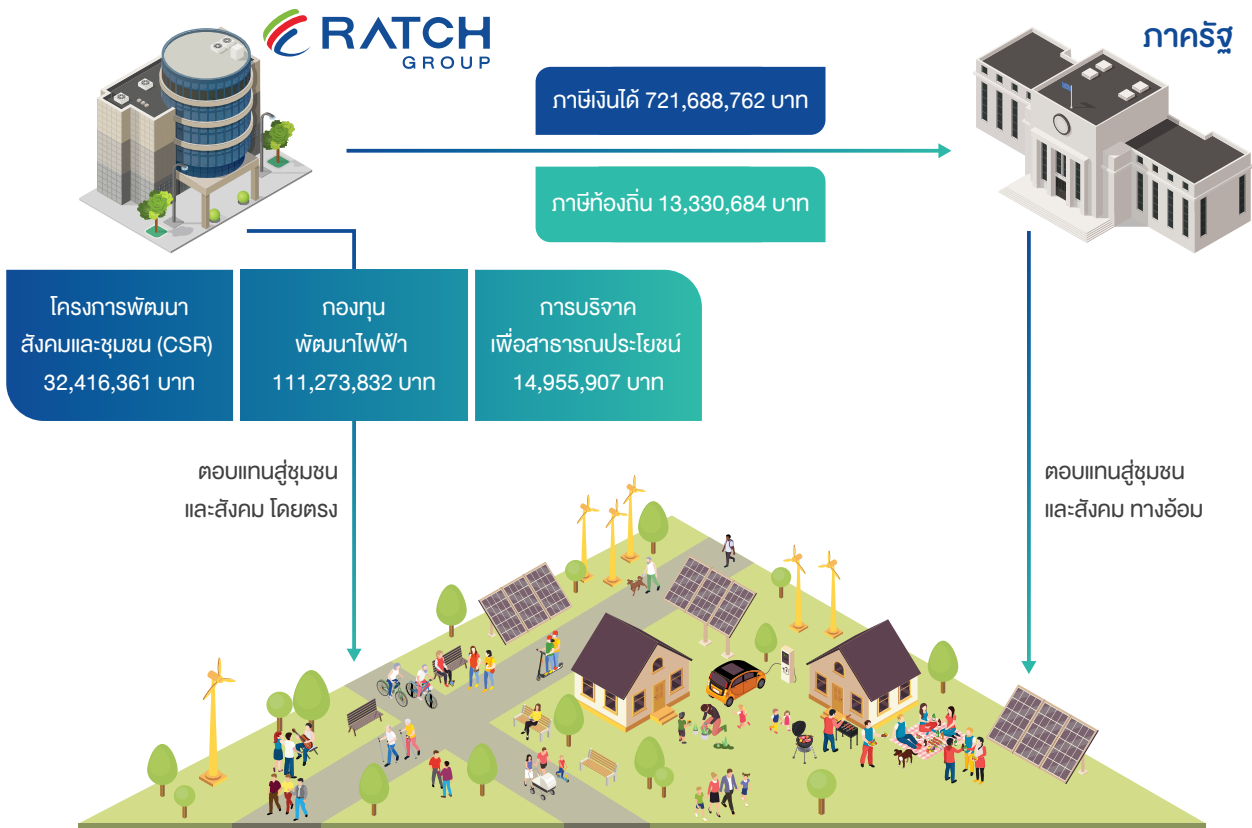 RATCH
GROUP
ภาครัฐ
ภาษีเงินได้ 721,688,762 บาท
ภาษีท้องถิ่น 13,330,684 บาท
โครงการพัฒนา
สังคมและชุมชน (CSR)
32,416,361 บาท
กองทุน
พัฒนาไฟฟ้า
111,273,832 บาท
การบริจาค
เพื่อสาธารณประโยชน์
14,955,907 บาท
ตอบแทนสู่ชุมชน
และสังคม โดยตรง
ตอบแทนสู่ชุมชน
และสังคม ทางอ้อม